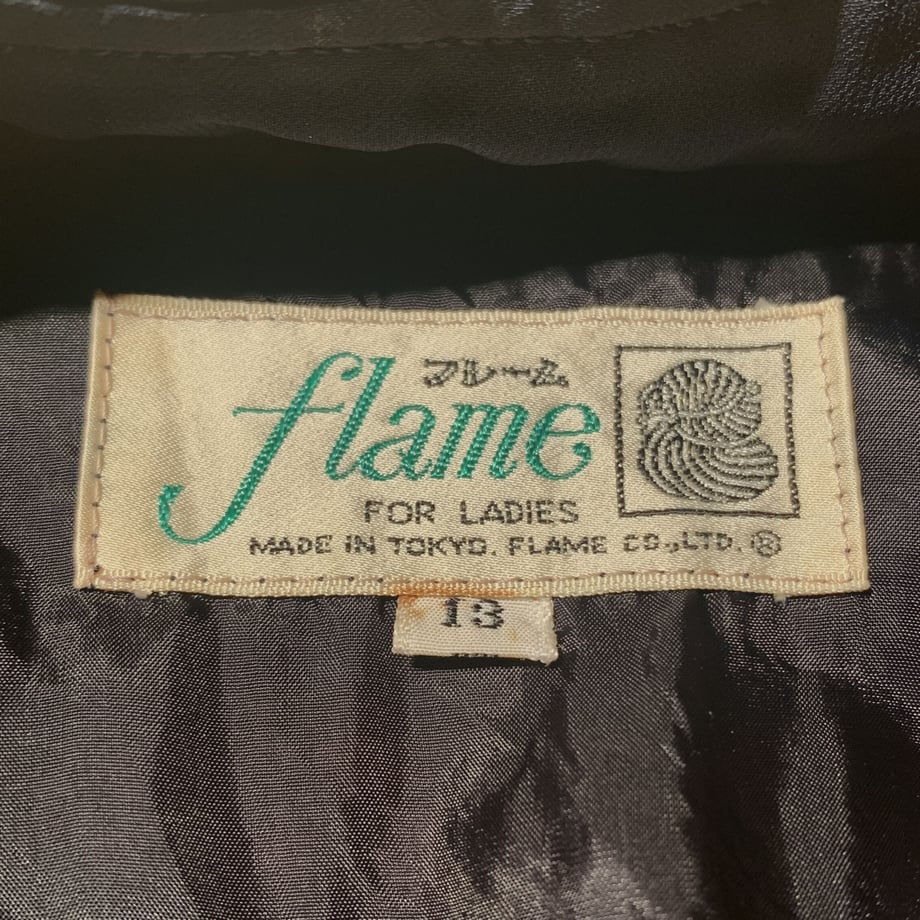 フレーム
flame
FOR LADIES
MADE IN TOKYO. FLAME CO.,LTD. ®
13